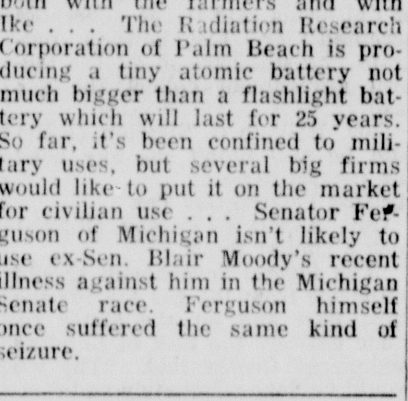 both with the farmers and with
Ike . . . The Radiation Research
Corporation of Palm Beach is pro-
ducing a tiny atomic battery not
much bigger than a flashlight bat-
tery which will last for 25 years.
So far, it's been confined to mili-
tary uses, but several big firms
would like to put it on the market
for civilian use . . . Senator Fer-
guson of Michigan isn't likely to
use ex-Sen. Blair Moody's recent
illness against him in the Michigan
Senate race. Ferguson himself
once suffered the same kind of
seizure.